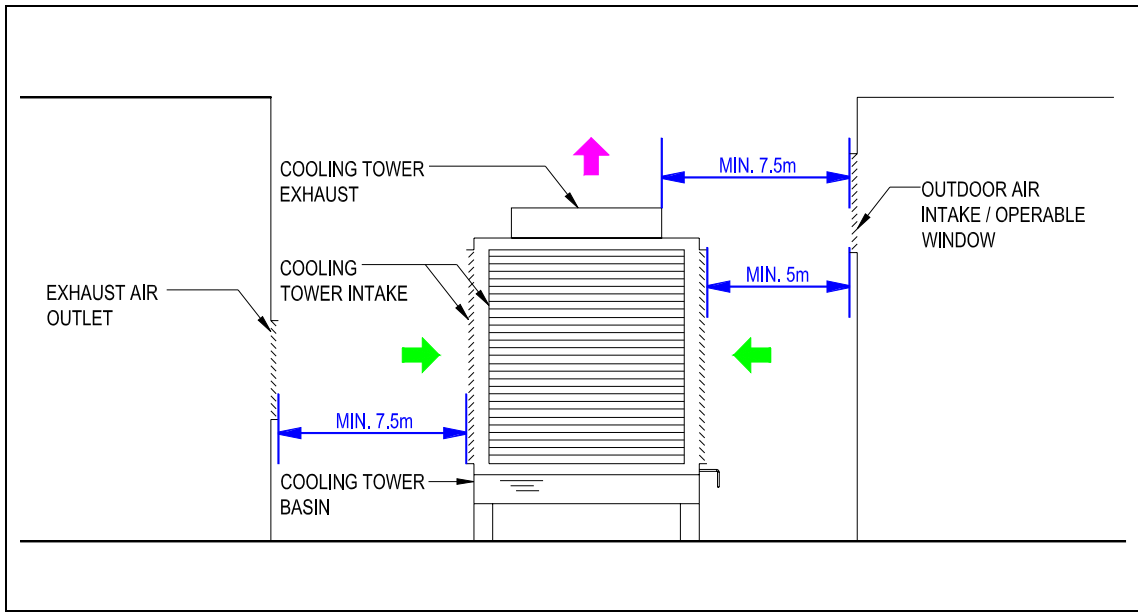 COOLING TOWER
EXHAUST
MIN. 7.5m
OUTDOOR AIR
INTAKE / OPERABLE
WINDOW
COOLING
TOWER INTAKE
MIN. 5m
EXHAUST AIR
OUTLET
MIN. 7.5m
COOLING TOWER
BASIN